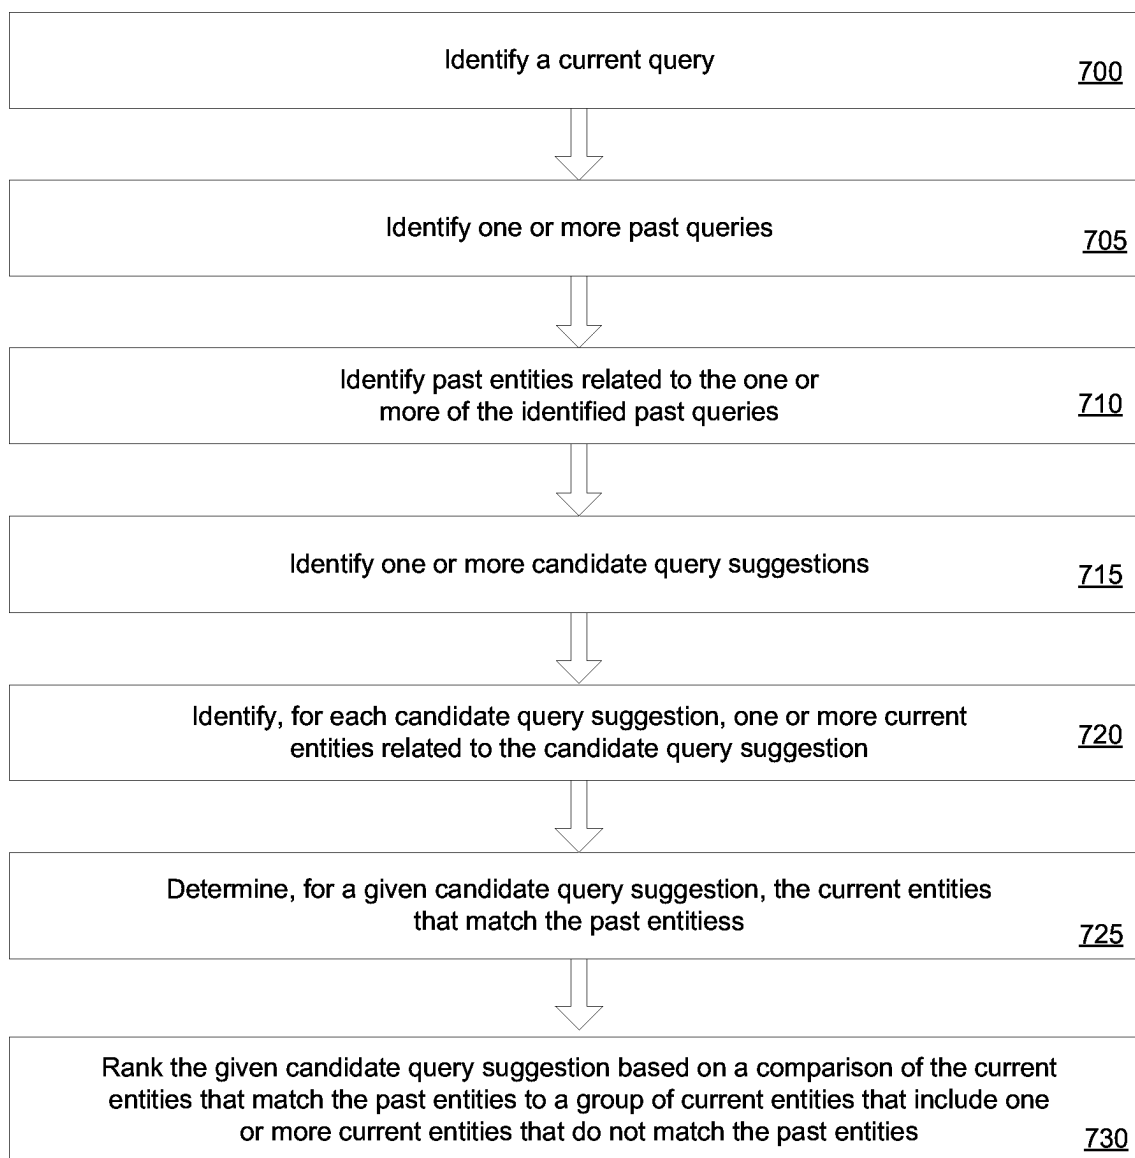 Identify a current query
700
Identify one or more past queries
705
Identify past entities related to the one or
more of the identified past queries
710
Identify one or more candidate query suggestions
715
Identify, for each candidate query suggestion, one or more current
entities related to the candidate query suggestion
720
Determine, for a given candidate query suggestion, the current entities
that match the past entitiess
725
Rank the given candidate query suggestion based on a comparison of the current
entities that match the past entities to a group of current entities that include one
or more current entities that do not match the past entities
730